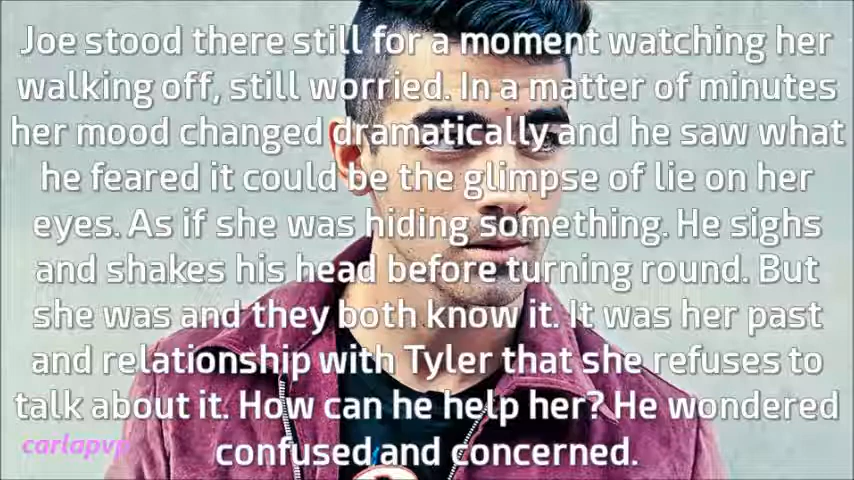 Joe stood there still for a moment watching her
walking off, still worried. In a matter of minutes
her mood changed dramatically and he saw what
he feared it could be the glimpse of lie on her
eyes. As if she was hiding something. He sighs
and shakes his head before turning round. But
she was and they both know it. It was her past
and relationship with Tyler that she refuses to
talk about it. How can he help her? He wondered
confused and concerned.
carlapvp